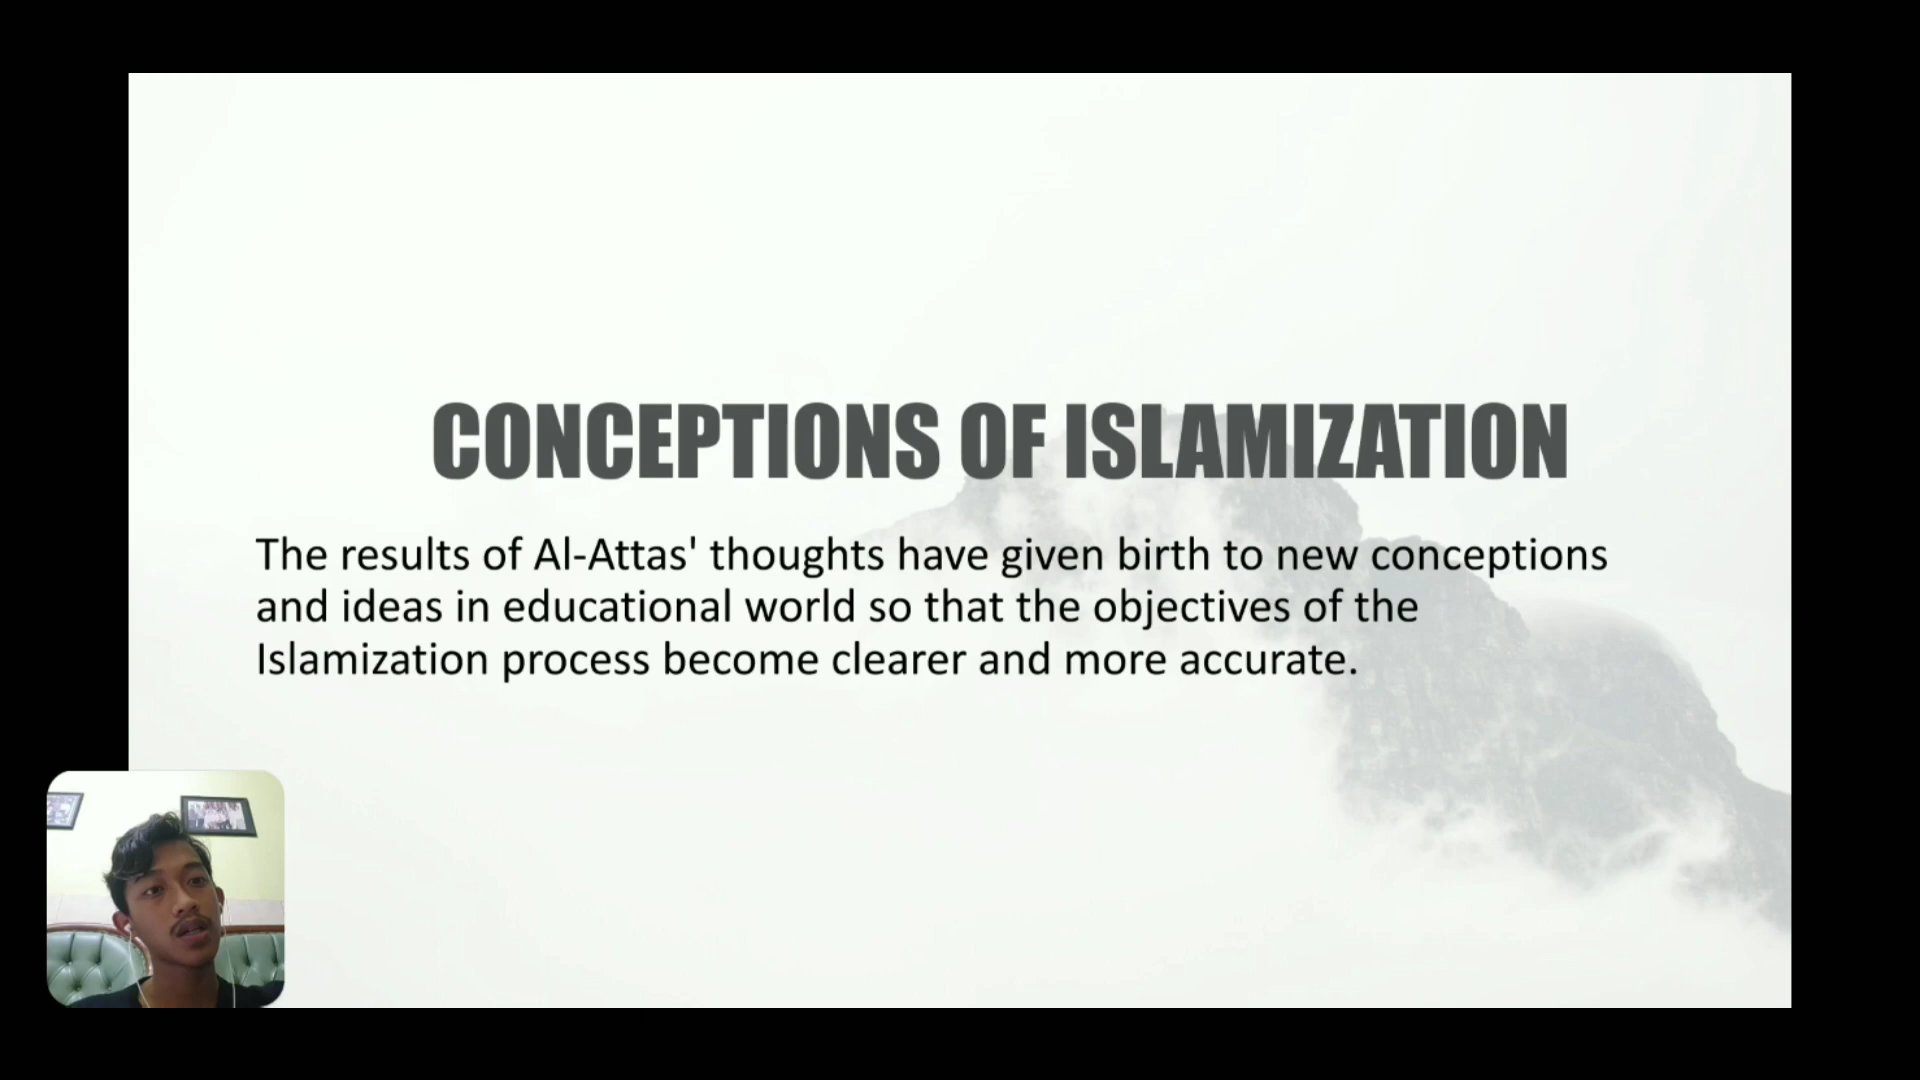 CONCEPTIONS OF ISLAMIZATION
The results of Al-Attas' thoughts have given birth to new conceptions
and ideas in educational world so that the objectives of the
Islamization process become clearer and more accurate.